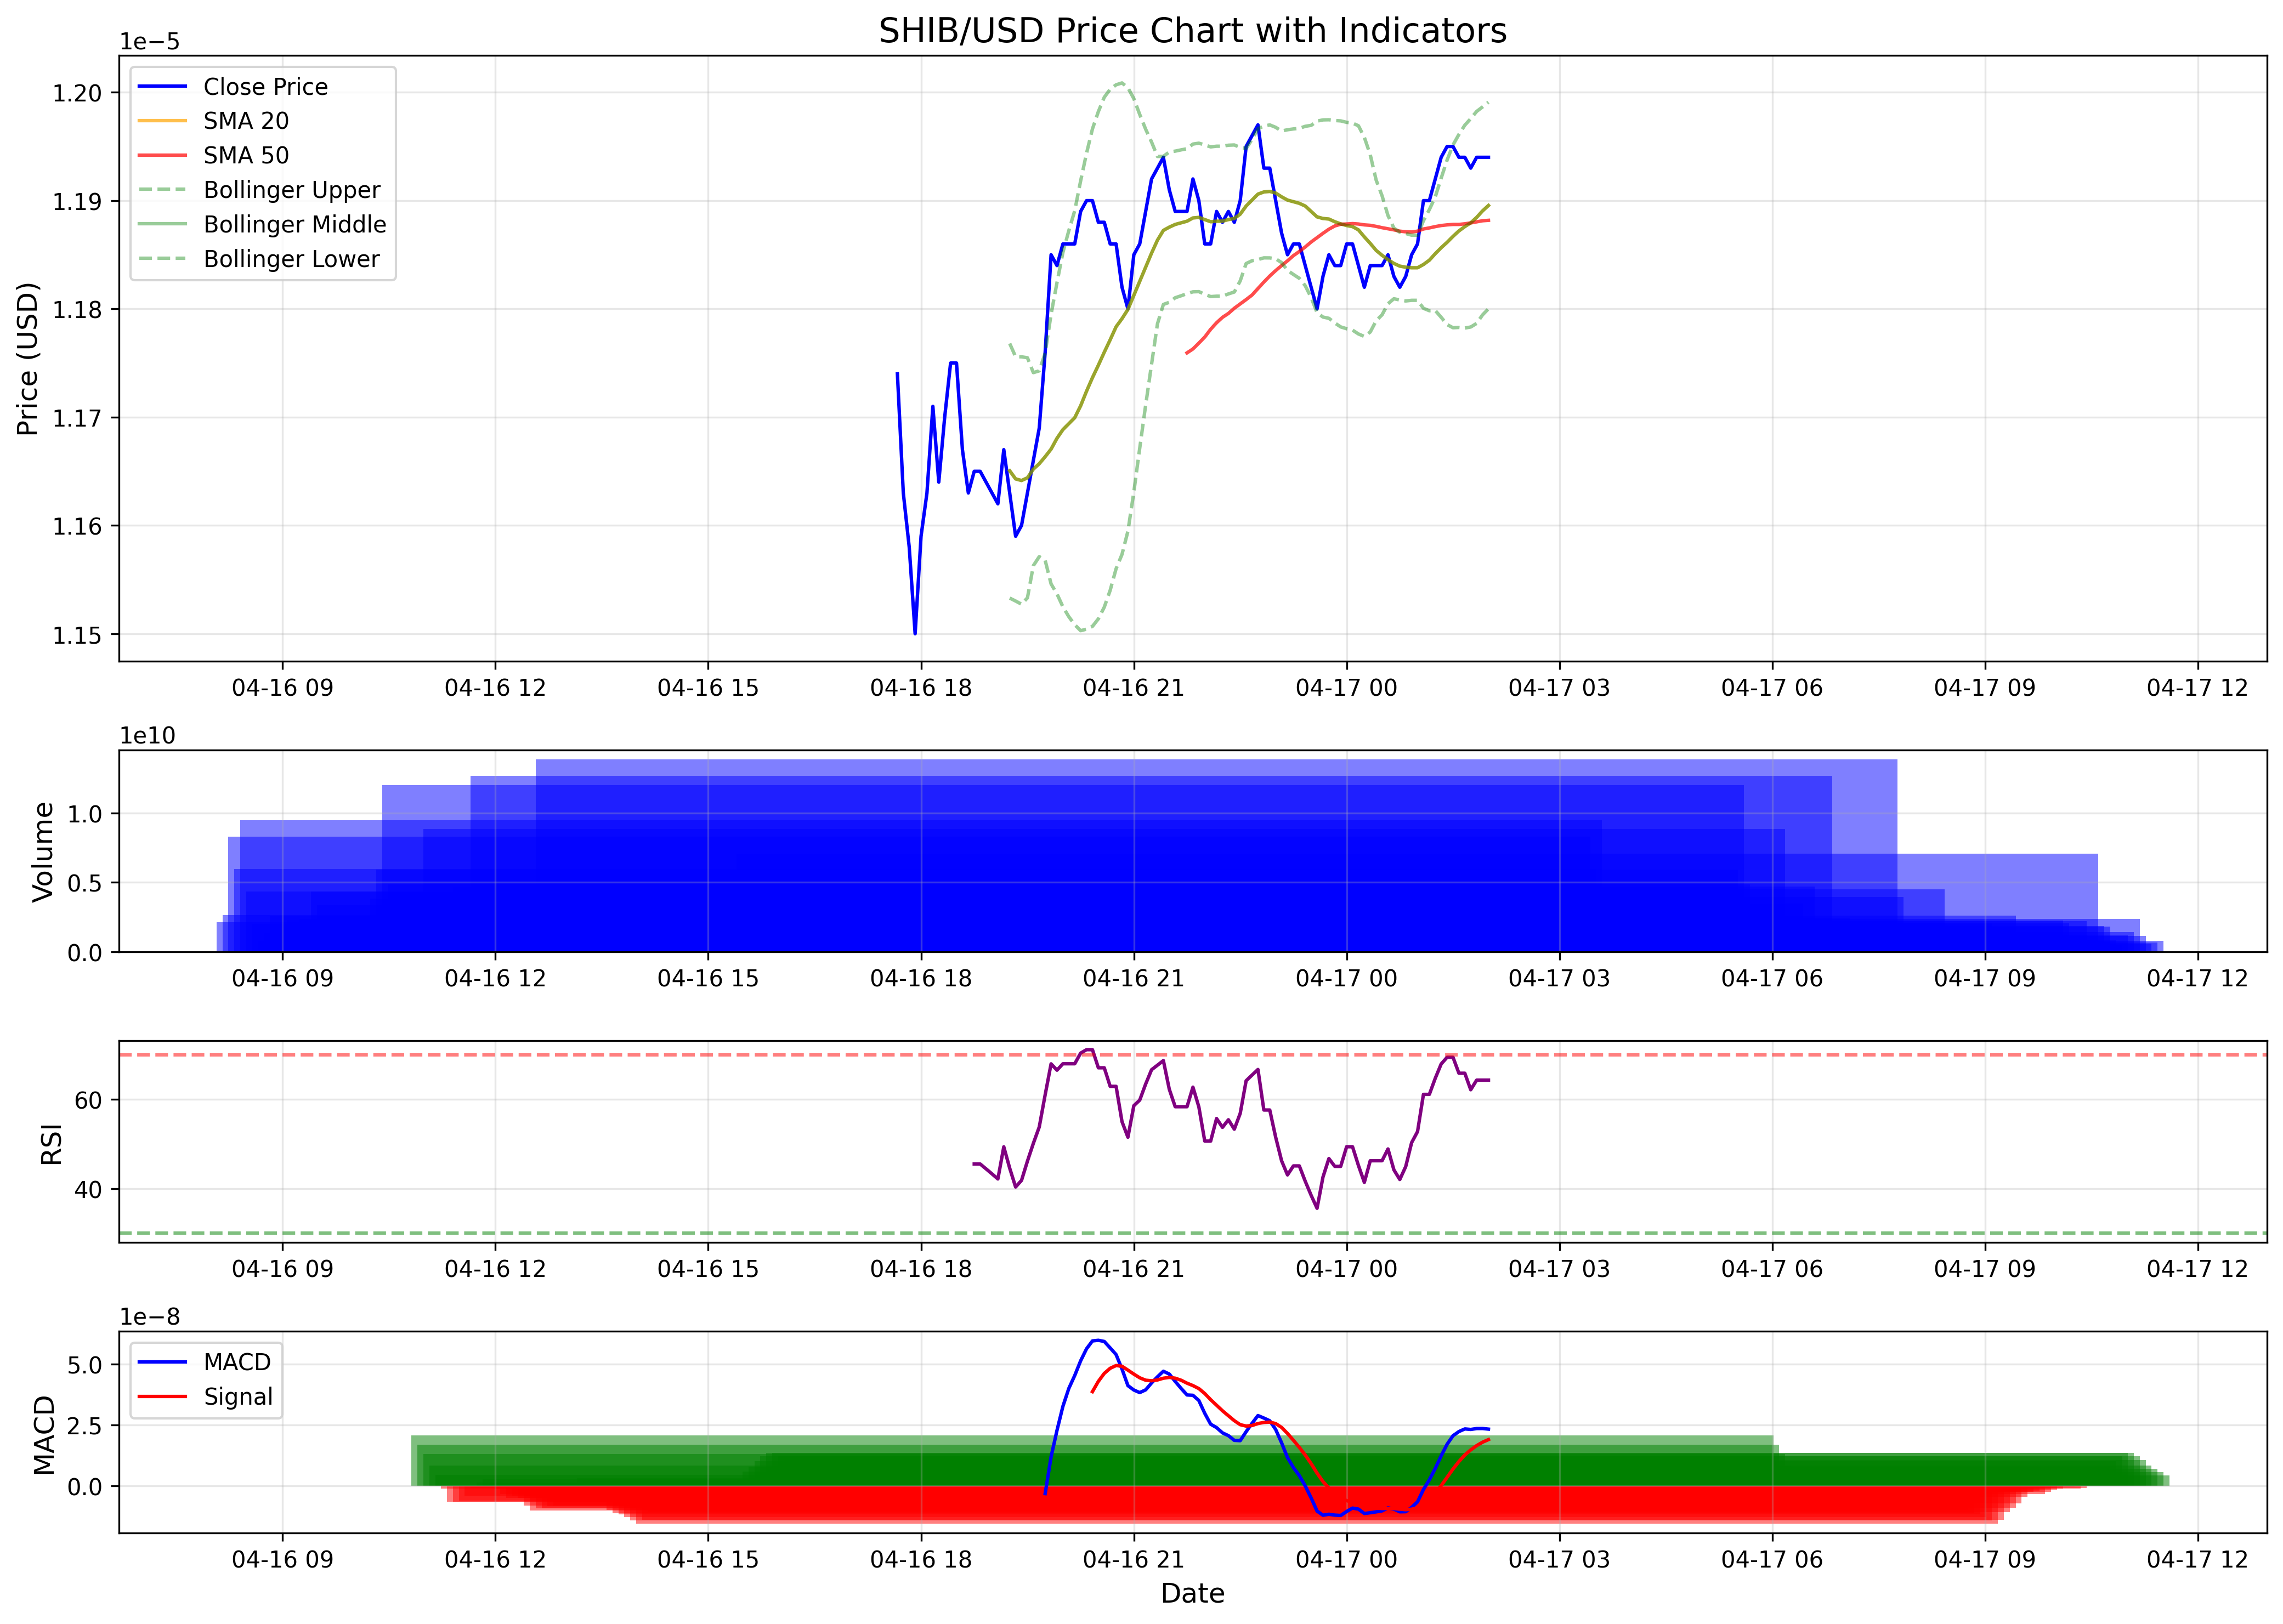 SHIB/USD Price Chart with Indicators
1e−5
Close Price
SMA 20
SMA 50
Bollinger Upper
Bollinger Middle
Bollinger Lower
1.20
1.19
1.18
1.17
1.16
1.15
Price (USD)
04-16 09 04-16 12 04-16 15 04-16 18 04-16 21 04-17 00 04-17 03 04-17 06 04-17 09 04-17 12
1e10
1.0
0.5
0.0
Volume
04-16 09 04-16 12 04-16 15 04-16 18 04-16 21 04-17 00 04-17 03 04-17 06 04-17 09 04-17 12
60
40
RSI
04-16 09 04-16 12 04-16 15 04-16 18 04-16 21 04-17 00 04-17 03 04-17 06 04-17 09 04-17 12
1e−8
MACD
Signal
5.0
2.5
0.0
MACD
04-16 09 04-16 12 04-16 15 04-16 18 04-16 21 04-17 00 04-17 03 04-17 06 04-17 09 04-17 12
Date